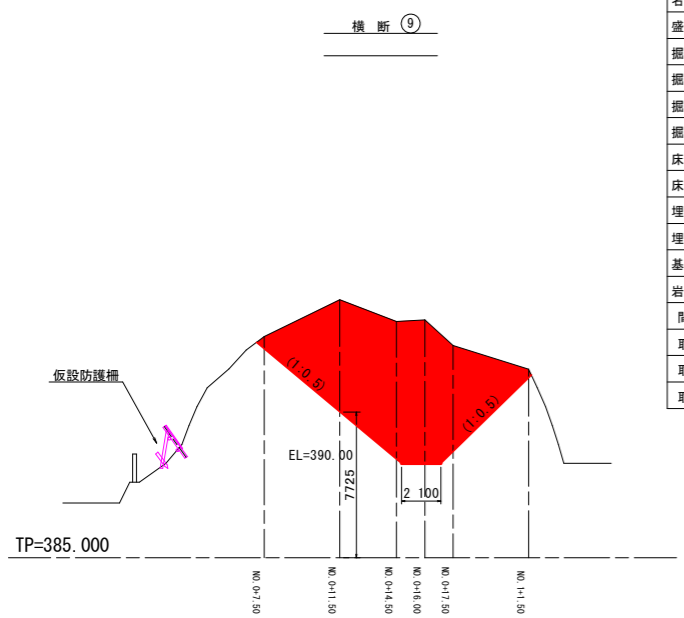 横 断 ⑨
岩
盛
掘
掘
掘
掘
床
床
埋
埋
基
岩
間
取
取
取
(1:0.5)
(1:0.5)
仮設防護柵
EL=390.00
7725
2 100
TP=385.000
NO.0+7.50
NO.0+11.50
NO.0+14.50
NO.0+16.00
NO.0+17.50
NO.1+1.50